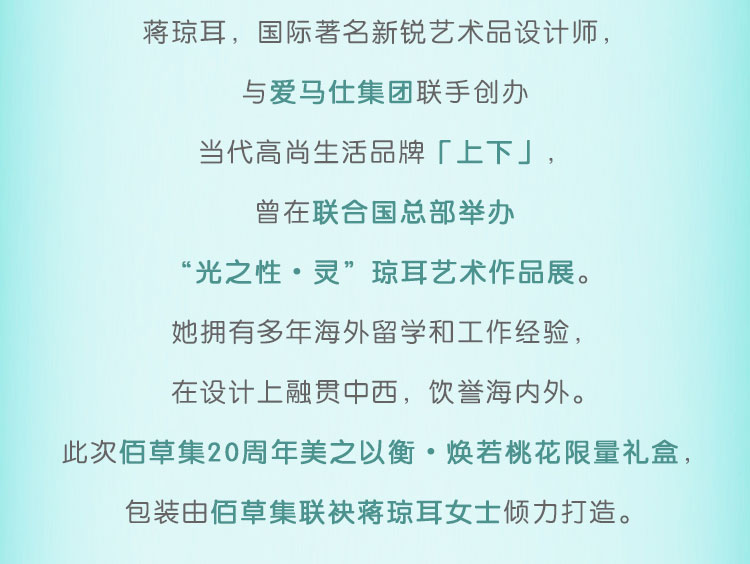 蒋琼耳，国际著名新锐艺术品设计师，
与爱马仕集团联手创办
当代高尚生活品牌「上下」，
曾在联合国总部举办
“光之性·灵”琼耳艺术作品展。
她拥有多年海外留学和工作经验，
在设计上融贯中西，饮誉海内外。
此次佰草集20周年美之以衡·焕若桃花限量礼盒，
包装由佰草集联袂蒋琼耳女士倾力打造。